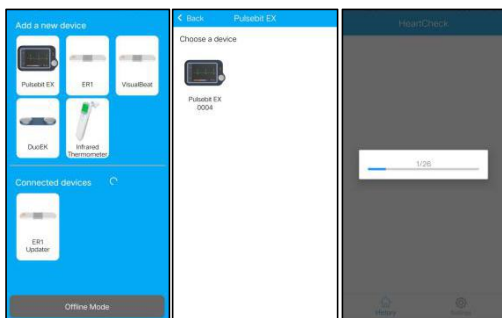 Add a new device
Pulsebit EX
ER1
VisualBeat
DuoEK
Infrared
Thermometer
Connected devices
ER1
Updater
Offline Mode
Back
Pulsebit EX
Choose a device
Pulsebit EX
0004
HeartCheck
1/26
History